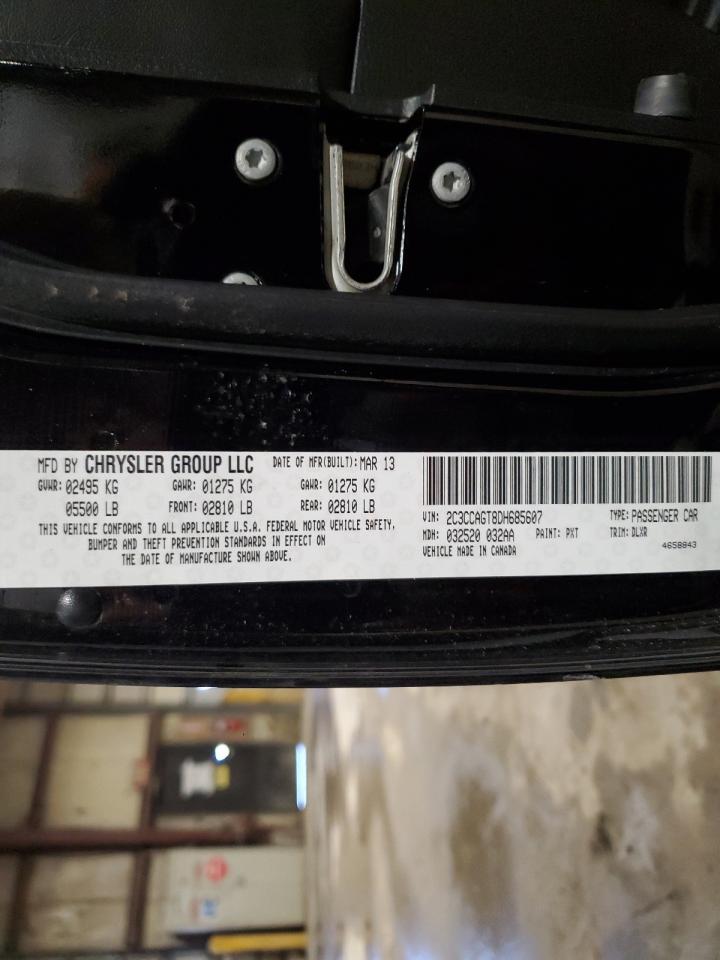 MFD BY CHRYSLER GROUP LLC DATE OF MFR(BUILT): MAR 13
GVWR: 02495 KG GAWR: 01275 KG GAWR: 01275 KG
05500 LB FRONT: 02810 LB REAR: 02810 LB
THIS VEHICLE CONFORMS TO ALL APPLICABLE U.S.A. FEDERAL MOTOR VEHICLE SAFETY,
BUMPER AND THEFT PREVENTION STANDARDS IN EFFECT ON
THE DATE OF MANUFACTURE SHOWN ABOVE.
VIN: 2C3CCAGT8DH685607 TYPE: PASSENGER CAR
MDH: 032520 032AA PAINT: PXT TRIM: DLXR
VEHICLE MADE IN CANADA 4658843